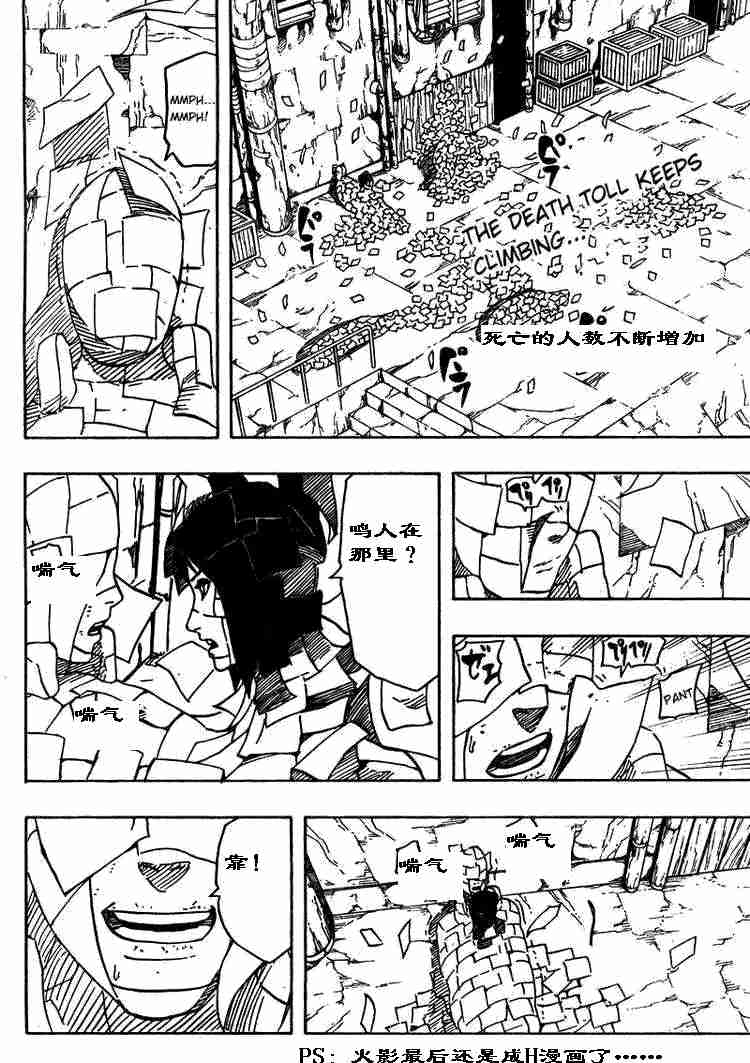 MMPH...
MMPH!
THE DEATH TOLL KEEPS
CLIMBING...
死亡的人数不断增加
鸣人在
那里？
喘气
喘气
PANT
靠！
喘气
喘气
PS: 火影最后还是成H漫画了……